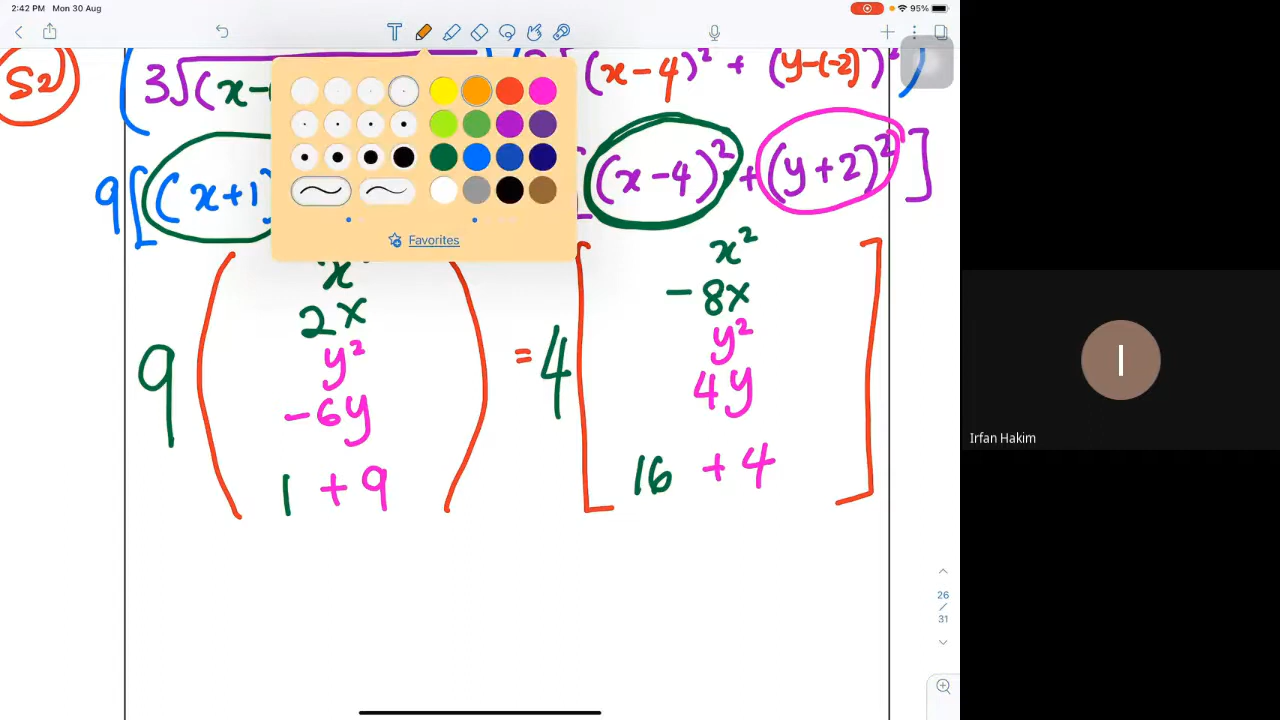 2:42 PM Mon 30 Aug 95%
T
S2 (3√(x- (x-4)² + (y-(-2))²)
9[(x+1) (x-4)² + (y+2)²]
Favorites
9 ( x = 4 [ x²
2x -8x
y² y²
-6y 4y
1 + 9 ) 16 + 4 ]
26
/
31
I
Irfan Hakim